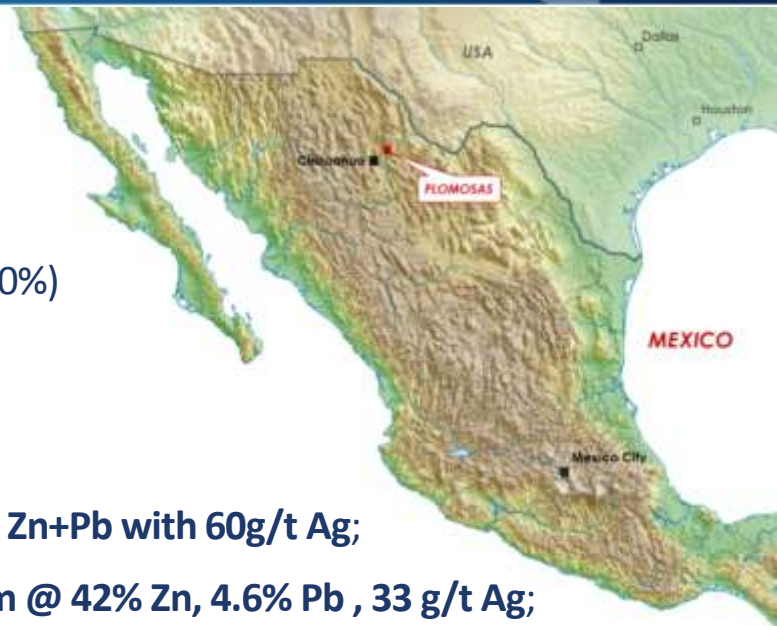 USA
Dallas
Houston
Chihuahua
PLOMOSAS
0%)
MEXICO
Mexico City
Zn+Pb with 60g/t Ag;
m @ 42% Zn, 4.6% Pb , 33 g/t Ag;